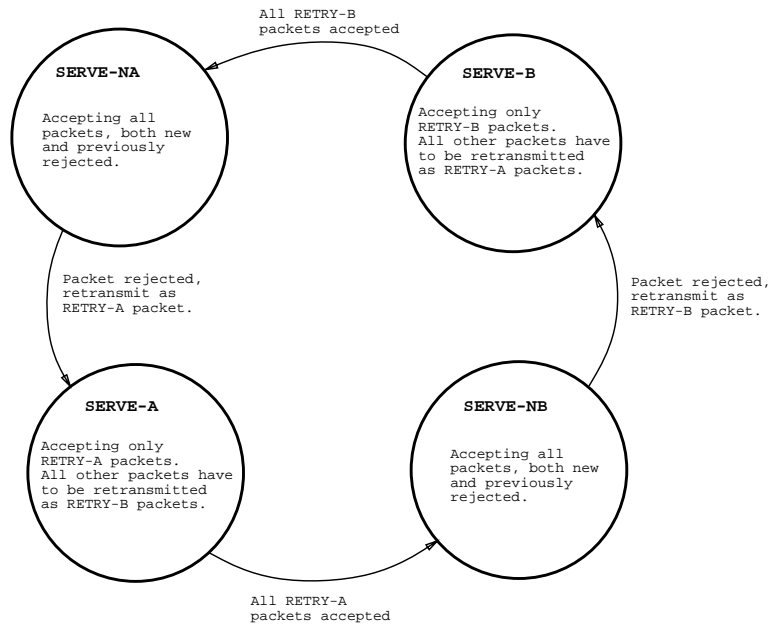 All RETRY-B
packets accepted
SERVE-NA
Accepting all
packets, both new
and previously
rejected.
SERVE-B
Accepting only
RETRY-B packets.
All other packets have
to be retransmitted
as RETRY-A packets.
Packet rejected,
retransmit as
RETRY-A packet.
Packet rejected,
retransmit as
RETRY-B packet.
SERVE-A
Accepting only
RETRY-A packets.
All other packets have
to be retransmitted
as RETRY-B packets.
SERVE-NB
Accepting all
packets, both new
and previously
rejected.
All RETRY-A
packets accepted